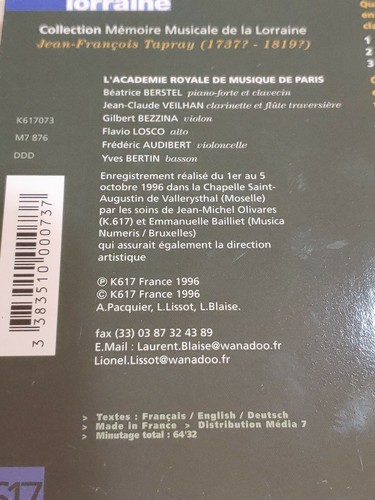 lorraine
Collection Mémoire Musicale de la Lorraine
Jean-François Tapray (1737? - 1819?)
L'ACADEMIE ROYALE DE MUSIQUE DE PARIS
Béatrice BERSTEL piano-forte et clavecin
Jean-Claude VEILHAN clarinette et flûte traversière
Gilbert BEZZINA violon
Flavio LOSCO alto
Frédéric AUDIBERT violoncelle
Yves BERTIN basson
K617073
M7 876
DDD
Enregistrement réalisé du 1er au 5
octobre 1996 dans la Chapelle Saint-
Augustin de Vallerysthal (Moselle)
par les soins de Jean-Michel Olivares
(K.617) et Emmanuelle Bailliet (Musica
Numeris / Bruxelles)
qui assurait également la direction
artistique
℗ K617 France 1996
© K617 France 1996
A.Pacquier, L.Lissot, L.Blaise.
fax (33) 03 87 32 43 89
E.Mail : Laurent.Blaise@wanadoo.fr
Lionel.Lissot@wanadoo.fr
> Textes : Français / English / Deutsch
> Made in France > Distribution Média 7
> Minutage total : 64'32
3 383510 000737
617
1
2
3